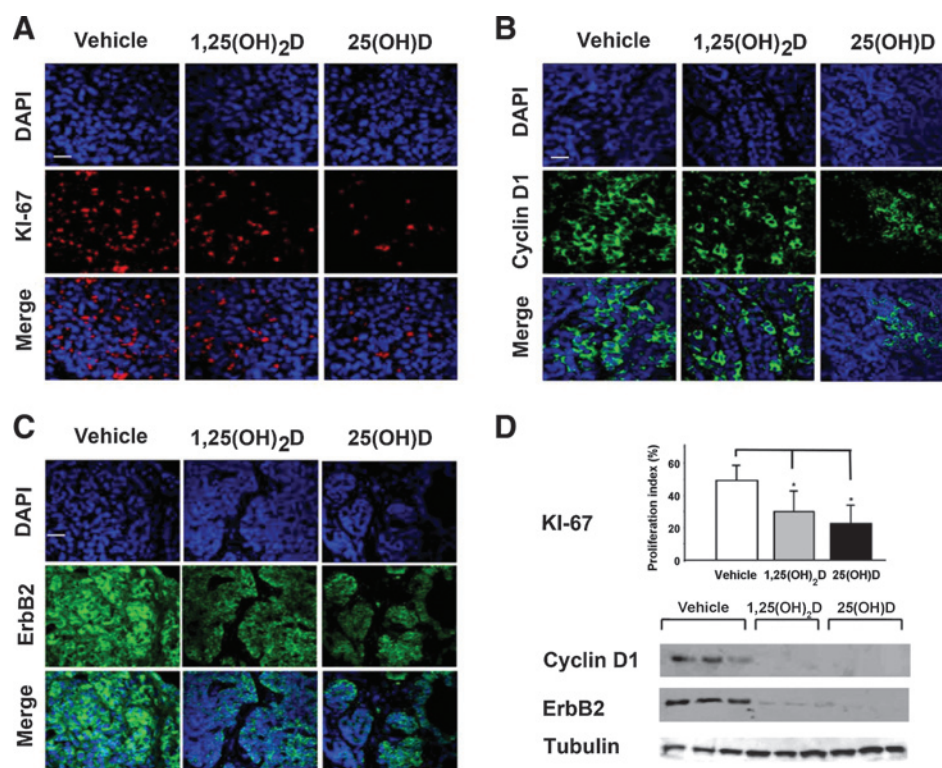 A
Vehicle 1,25(OH)₂D 25(OH)D
DAPI
KI-67
Merge
B
Vehicle 1,25(OH)₂D 25(OH)D
DAPI
Cyclin D1
Merge
C
Vehicle 1,25(OH)₂D 25(OH)D
DAPI
ErbB2
Merge
D
KI-67
Proliferation index (%)
60
40
20
0
* *
Vehicle 1,25(OH)₂D 25(OH)D
Vehicle 1,25(OH)₂D 25(OH)D
Cyclin D1
ErbB2
Tubulin